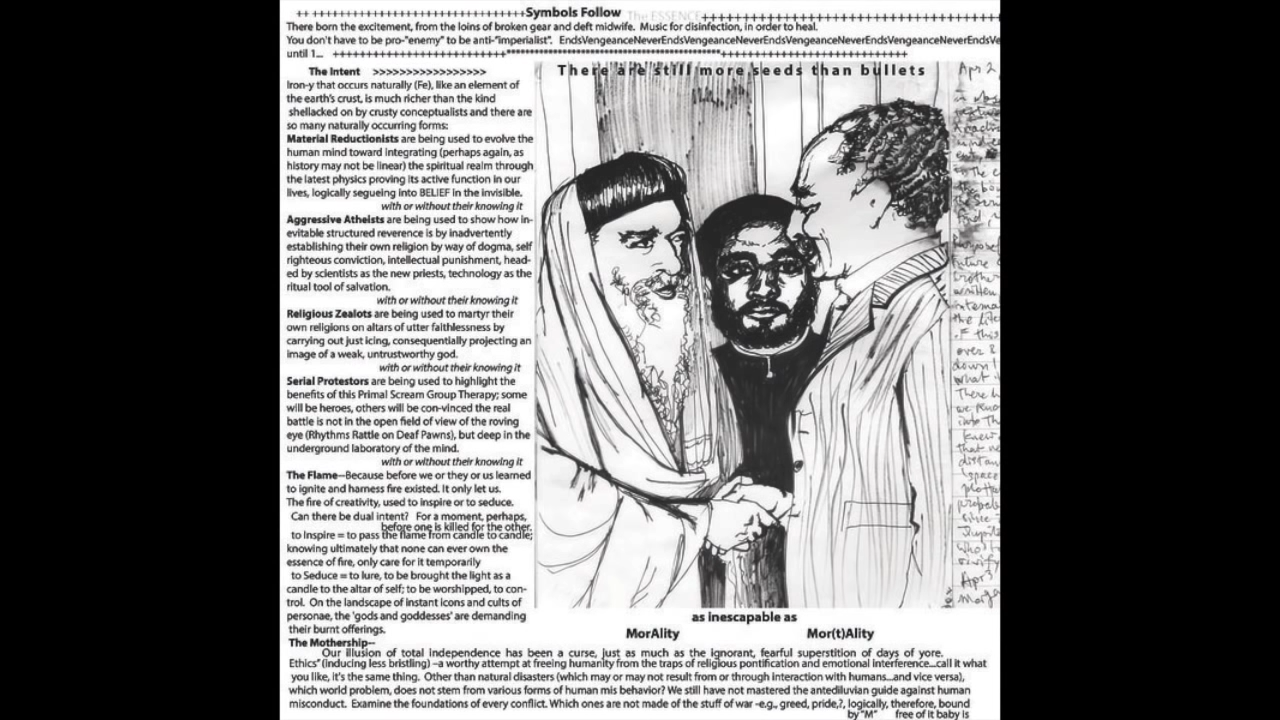 ++++++++++++++++++++++++++++++++++Symbols Follow The ESSENCE++++++++++++++++++++++++++++++++++++++++++
There born the excitement, from the loins of broken gear and deft midwife. Music for disinfection, in order to heal.
You don't have to be pro-"enemy" to be anti-"imperialist". EndsVengeanceNeverEndsVengeanceNeverEndsVengeanceNeverEndsVengeanceNeverEndsVe
until 1...
The Intent >>>>>>>>>>>>>>>>>>
Iron-y that occurs naturally (Fe), like an element of
the earth's crust, is much richer than the kind
shellacked on by crusty conceptualists and there are
so many naturally occurring forms:
Material Reductionists are being used to evolve the
human mind toward integrating (perhaps again, as
history may not be linear) the spiritual realm through
the latest physics proving its active function in our
lives, logically segueing into BELIEF in the invisible.
with or without their knowing it
Aggressive Atheists are being used to show how in-
evitable structured reverence is by inadvertently
establishing their own religion by way of dogma, self
righteous conviction, intellectual punishment, head-
ed by scientists as the new priests, technology as the
ritual tool of salvation.
with or without their knowing it
Religious Zealots are being used to martyr their
own religions on altars of utter faithlessness by
carrying out just icing, consequentially projecting an
image of a weak, untrustworthy god.
with or without their knowing it
Serial Protestors are being used to highlight the
benefits of this Primal Scream Group Therapy; some
will be heroes, others will be con-vinced the real
battle is not in the open field of view of the roving
eye (Rhythms Rattle on Deaf Pawns), but deep in the
underground laboratory of the mind.
with or without their knowing it
The Flame--Because before we or they or us learned
to ignite and harness fire existed. It only let us.
The fire of creativity, used to inspire or to seduce.
Can there be dual intent? For a moment, perhaps,
before one is killed for the other.
to Inspire = to pass the flame from candle to candle;
knowing ultimately that none can ever own the
essence of fire, only care for it temporarily
to Seduce = to lure, to be brought the light as a
candle to the altar of self; to be worshipped, to con-
trol. On the landscape of instant icons and cults of
personae, the 'gods and goddesses' are demanding
their burnt offerings.
There are still more seeds than bullets
Apr 2
as inescapable as
MorAlity Mor(t)Ality
The Mothership--
Our illusion of total independence has been a curse, just as much as the ignorant, fearful superstition of days of yore.
Ethics" (inducing less bristling) –a worthy attempt at freeing humanity from the traps of religious pontification and emotional interference...call it what
you like, it's the same thing. Other than natural disasters (which may or may not result from or through interaction with humans...and vice versa),
which world problem, does not stem from various forms of human mis behavior? We still have not mastered the antediluvian guide against human
misconduct. Examine the foundations of every conflict. Which ones are not made of the stuff of war -e.g., greed, pride,?, logically, therefore, bound
by "M" free of it baby is